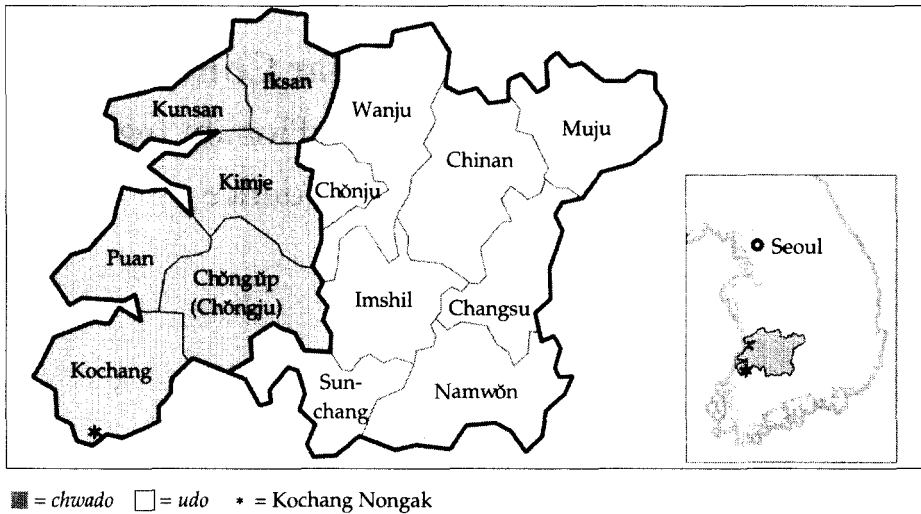 Iksan
Kunsan
Wanju
Muju
Chinan
Kimje
Chŏnju
Seoul
Puan
Chŏngŭp
(Chŏngju)
Imshil
Changsu
Kochang
Sun-
chang
Namwŏn
*
■ = chwado □ = udo * = Kochang Nongak